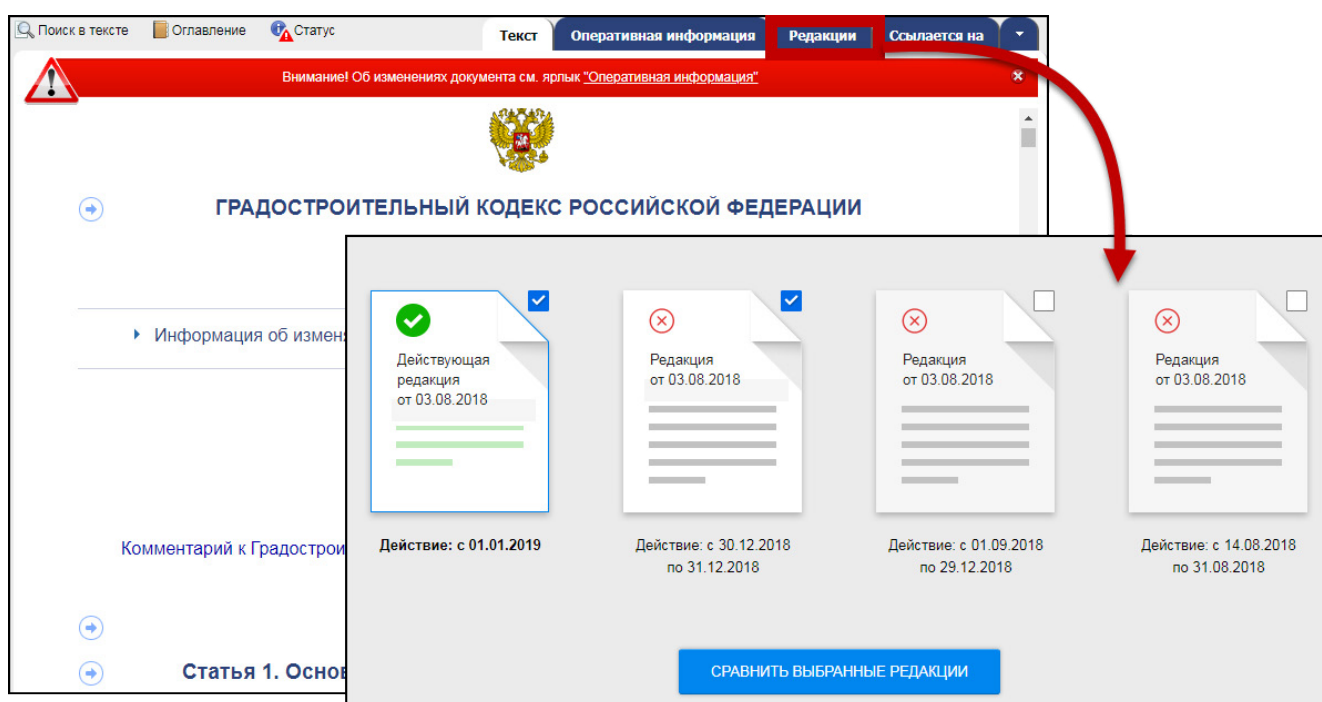 Поиск в тексте Оглавление Статус Текст Оперативная информация Редакции Ссылается на
Внимание! Об изменениях документа см. ярлык "Оперативная информация"
ГРАДОСТРОИТЕЛЬНЫЙ КОДЕКС РОССИЙСКОЙ ФЕДЕРАЦИИ
Информация об измен
Комментарий к Градострои
Статья 1. Осно
Действующая
редакция
от 03.08.2018
Действие: с 01.01.2019
Редакция
от 03.08.2018
Действие: с 30.12.2018
по 31.12.2018
Редакция
от 03.08.2018
Действие: с 01.09.2018
по 29.12.2018
Редакция
от 03.08.2018
Действие: с 14.08.2018
по 31.08.2018
СРАВНИТЬ ВЫБРАННЫЕ РЕДАКЦИИ